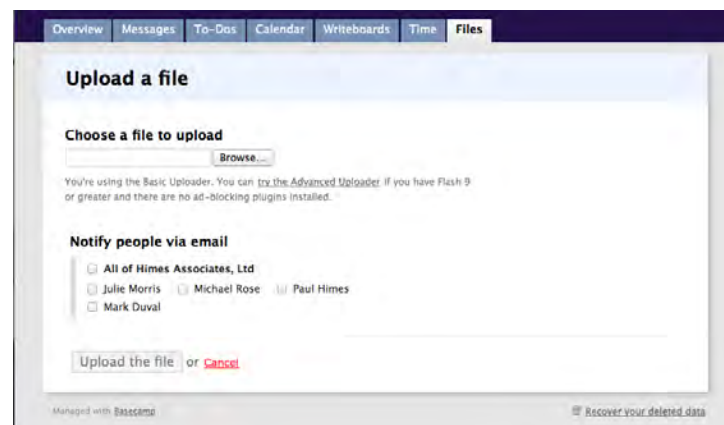 Overview Messages To-Dos Calendar Writeboards Time Files
Upload a file
Choose a file to upload
Browse...
You're using the Basic Uploader. You can try the Advanced Uploader if you have Flash 9
or greater and there are no ad-blocking plugins installed.
Notify people via email
All of Himes Associates, Ltd
Julie Morris Michael Rose Paul Himes
Mark Duval
Upload the file or Cancel
Managed with Basecamp Recover your deleted data